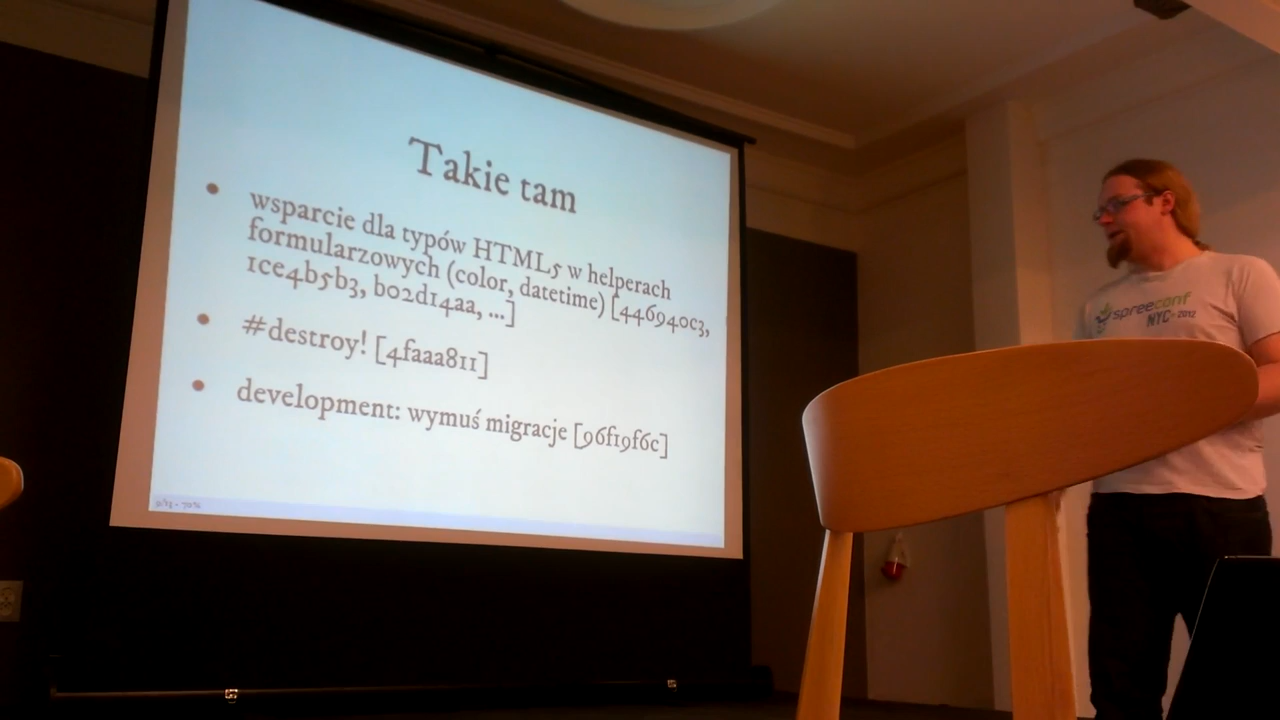 Takie tam
wsparcie dla typów HTML5 w helperach
formularzowych (color, datetime) [446940c3,
1ce4b5b3, b02d14aa, ...]
#destroy! [4faaa811]
development: wymuś migracje [96f19f6c]
spreeconf
NYC - 2012